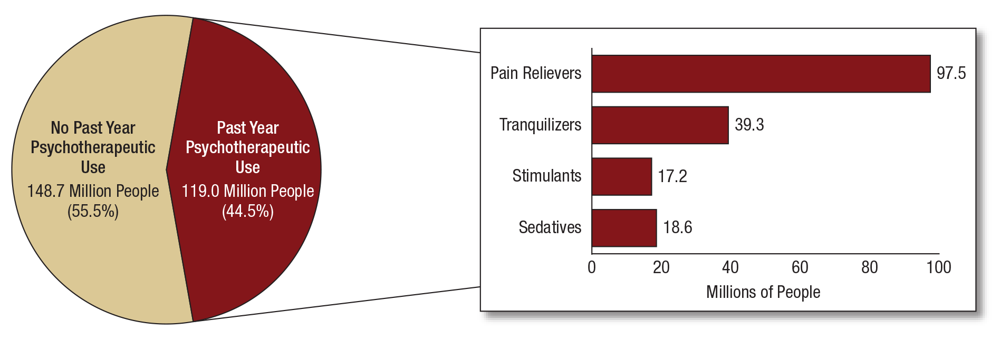 No Past Year
Psychotherapeutic
Use
148.7 Million People
(55.5%)
Past Year
Psychotherapeutic
Use
119.0 Million People
(44.5%)
Pain Relievers 97.5
Tranquilizers 39.3
Stimulants 17.2
Sedatives 18.6
0 20 40 60 80 100
Millions of People